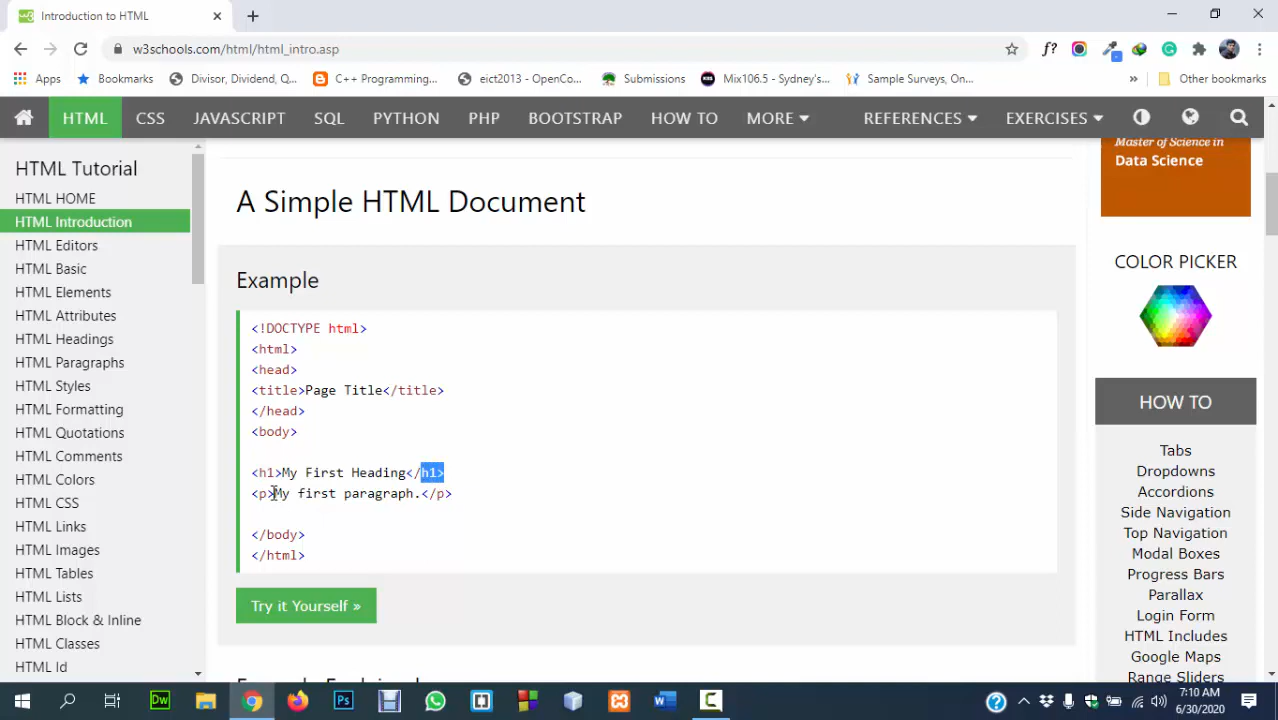 Introduction to HTML
w3schools.com/html/html_intro.asp
f?
Apps
Bookmarks
Divisor, Dividend, Q...
C++ Programming...
eict2013 - OpenCo...
Submissions
Mix106.5 - Sydney's...
Sample Surveys, On...
»
Other bookmarks
HTML
CSS
JAVASCRIPT
SQL
PYTHON
PHP
BOOTSTRAP
HOW TO
MORE
REFERENCES
EXERCISES
HTML Tutorial
HTML HOME
HTML Introduction
HTML Editors
HTML Basic
HTML Elements
HTML Attributes
HTML Headings
HTML Paragraphs
HTML Styles
HTML Formatting
HTML Quotations
HTML Comments
HTML Colors
HTML CSS
HTML Links
HTML Images
HTML Tables
HTML Lists
HTML Block & Inline
HTML Classes
HTML Id
A Simple HTML Document
Example
<!DOCTYPE html>
<html>
<head>
<title>Page Title</title>
</head>
<body>
<h1>My First Heading</h1>
<p>My first paragraph.</p>
</body>
</html>
Try it Yourself »
Master of Science in
Data Science
COLOR PICKER
HOW TO
Tabs
Dropdowns
Accordions
Side Navigation
Top Navigation
Modal Boxes
Progress Bars
Parallax
Login Form
HTML Includes
Google Maps
Range Sliders
Dw
Ps
7:10 AM
6/30/2020